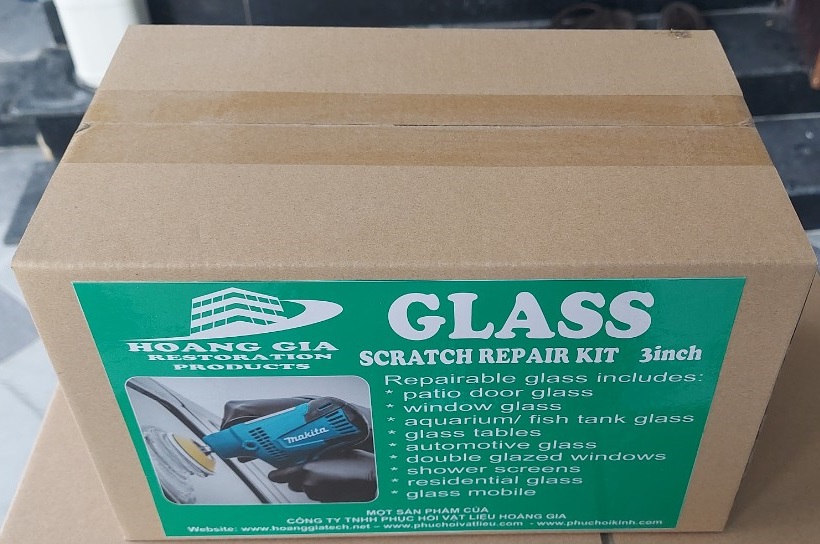 HOANG GIA
RESTORATION
PRODUCTS
GLASS
SCRATCH REPAIR KIT 3inch
Repairable glass includes:
* patio door glass
* window glass
* aquarium/ fish tank glass
* glass tables
* automotive glass
* double glazed windows
* shower screens
* residential glass
* glass mobile
makita
MỘT SẢN PHẨM CỦA
CÔNG TY TNHH PHỤC HỒI VẬT LIỆU HOÀNG GIA
Website: www.hoanggiatech.net - www.phuchoivatlieu.com - www.phuchoikinh.com